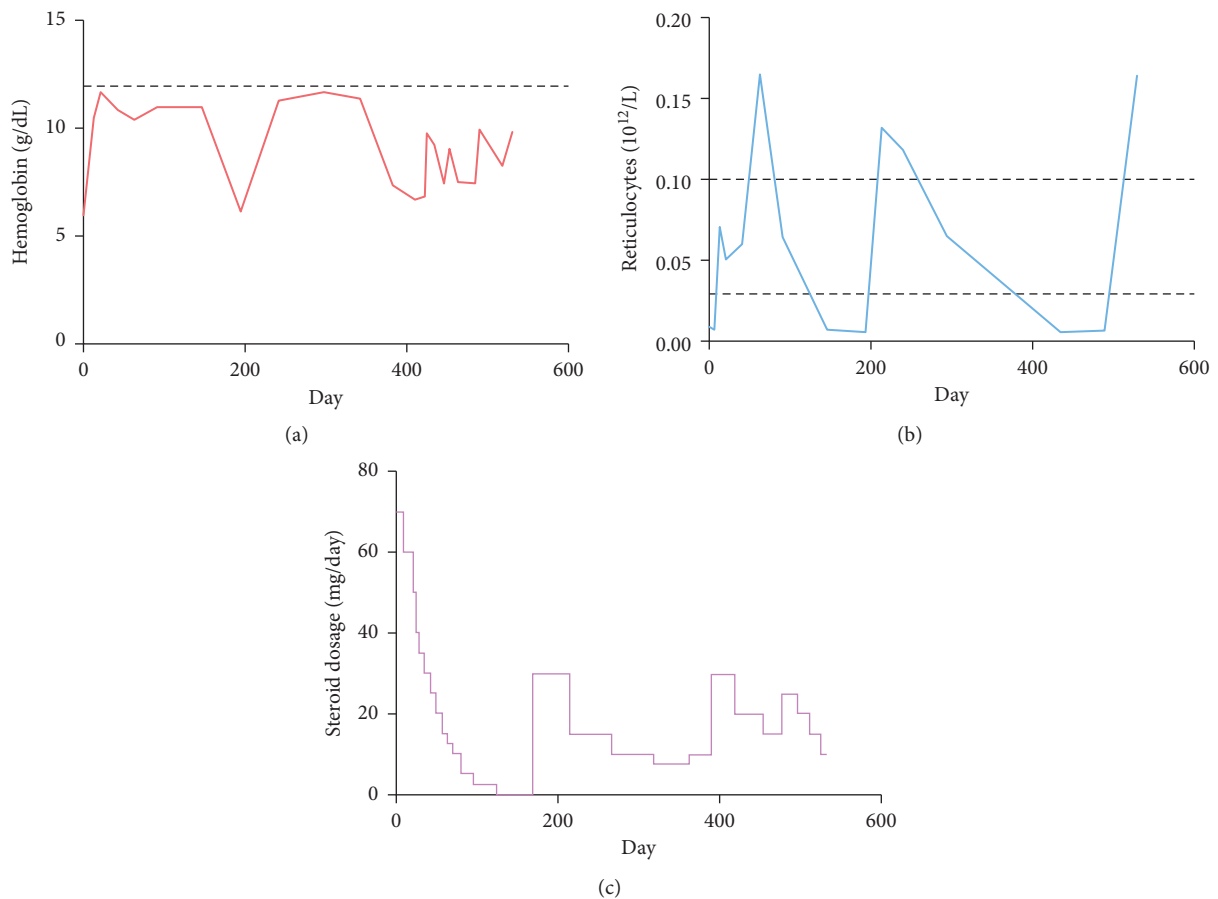 Hemoglobin (g/dL)
15
10
5
0
0 200 400 600
Day
(a)
Reticulocytes (10¹²/L)
0.20
0.15
0.10
0.05
0.00
0 200 400 600
Day
(b)
Steroid dosage (mg/day)
80
60
40
20
0
0 200 400 600
Day
(c)